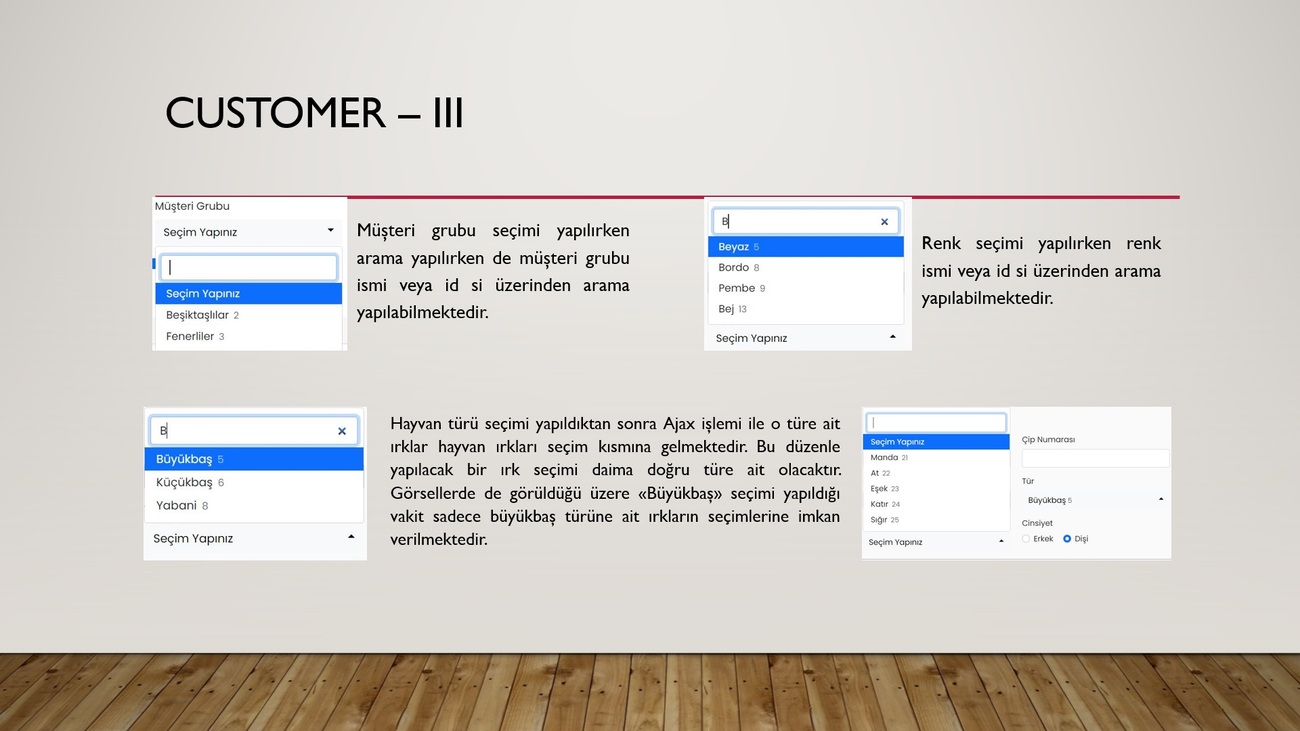 CUSTOMER – III
Müşteri Grubu
Seçim Yapınız
Seçim Yapınız
Beşiktaşlılar 2
Fenerliler 3
Müşteri grubu seçimi yapılırken
arama yapılırken de müşteri grubu
ismi veya id si üzerinden arama
yapılabilmektedir.
B
Beyaz 5
Bordo 8
Pembe 9
Bej 13
Seçim Yapınız
Renk seçimi yapılırken renk
ismi veya id si üzerinden arama
yapılabilmektedir.
B
Büyükbaş 5
Küçükbaş 6
Yabani 8
Seçim Yapınız
Hayvan türü seçimi yapıldıktan sonra Ajax işlemi ile o türe ait
ırklar hayvan ırkları seçim kısmına gelmektedir. Bu düzenle
yapılacak bir ırk seçimi daima doğru türe ait olacaktır.
Görsellerde de görüldüğü üzere «Büyükbaş» seçimi yapıldığı
vakit sadece büyükbaş türüne ait ırkların seçimlerine imkan
verilmektedir.
Seçim Yapınız
Manda 21
At 22
Eşek 23
Katır 24
Sığır 25
Seçim Yapınız
Çip Numarası
Tür
Büyükbaş 5
Cinsiyet
Erkek Dişi